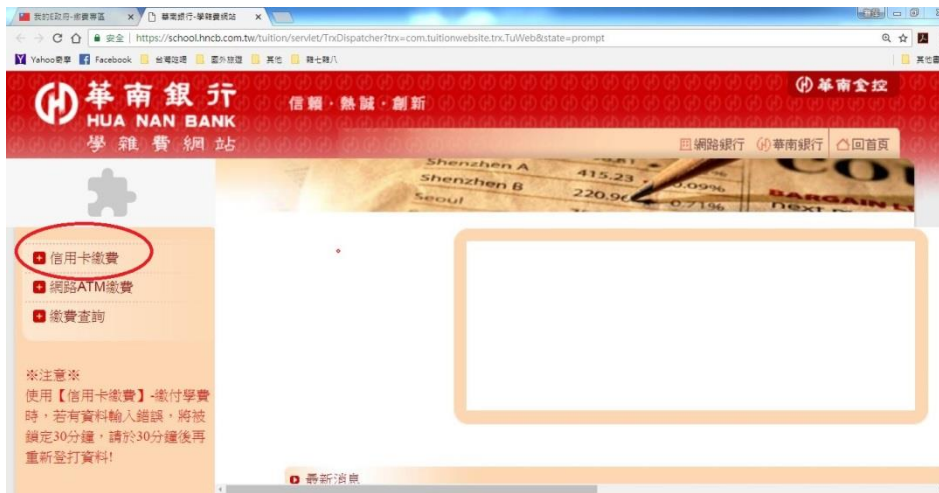 我的E政府-繳費專區
華南銀行-學雜費網站
安全 | https://school.hncb.com.tw/tuition/servlet/TrxDispatcher?trx=com.tuitionwebsite.trx.TuWeb&state=prompt
Yahoo奇摩 Facebook 國外旅遊 其他 雜七雜八
華南銀行
HUA NAN BANK
學雜費網站
信賴·熱誠·創新
華南金控
網路銀行 華南銀行 回首頁
Shenzhen A 415.23
Shenzhen B 220.96 0.09%
Seoul 0.71%
BARGAIN
next
信用卡繳費
網路ATM繳費
繳費查詢
※注意※
使用【信用卡繳費】-繳付學費
時，若有資料輸入錯誤，將被
鎖定30分鐘，請於30分鐘後再
重新登打資料!
最新消息